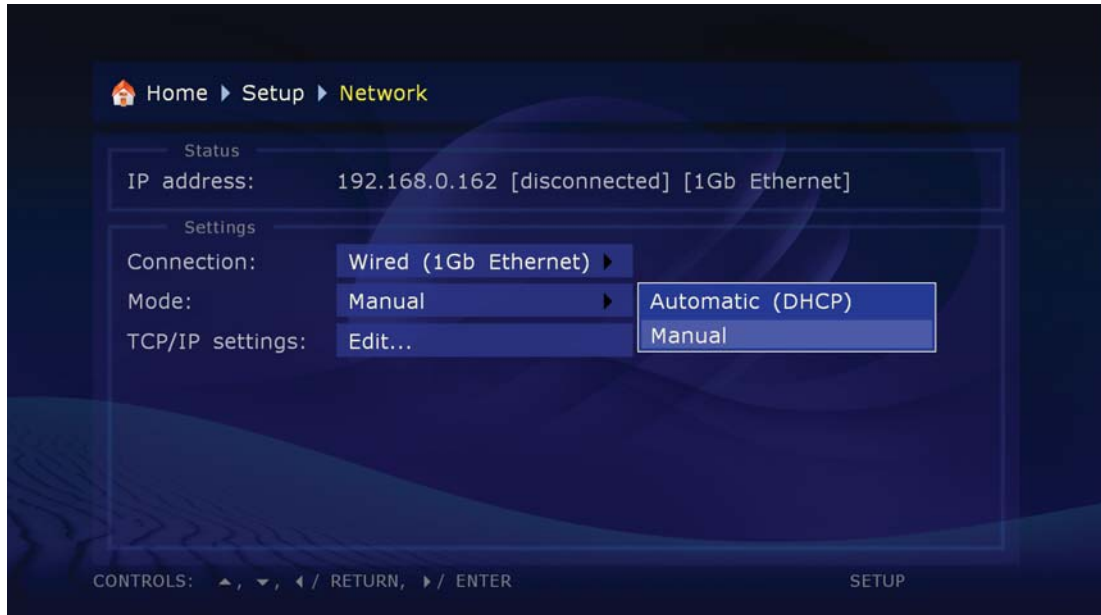 Home Setup Network
Status
IP address: 192.168.0.162 [disconnected] [1Gb Ethernet]
Settings
Connection: Wired (1Gb Ethernet)
Mode: Manual Automatic (DHCP)
Manual
TCP/IP settings: Edit...
CONTROLS: ▲, ▼, ◀ / RETURN, ▶ / ENTER SETUP